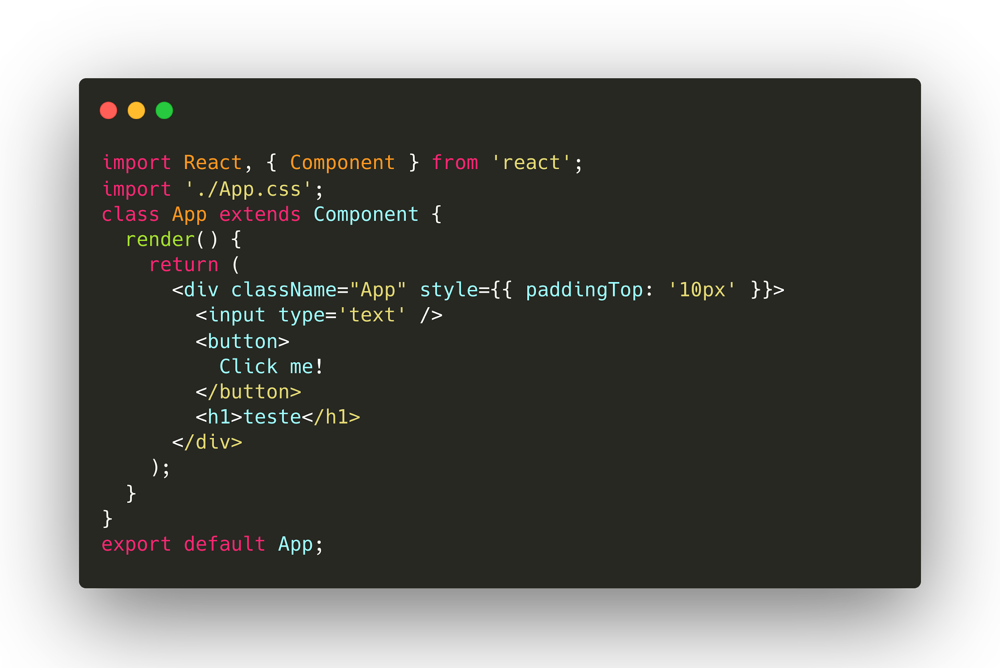 import React, { Component } from 'react';
import './App.css';
class App extends Component {
  render() {
    return (
      <div className="App" style={{ paddingTop: '10px' }}>
        <input type='text' />
        <button>
          Click me!
        </button>
        <h1>teste</h1>
      </div>
    );
  }
}
export default App;